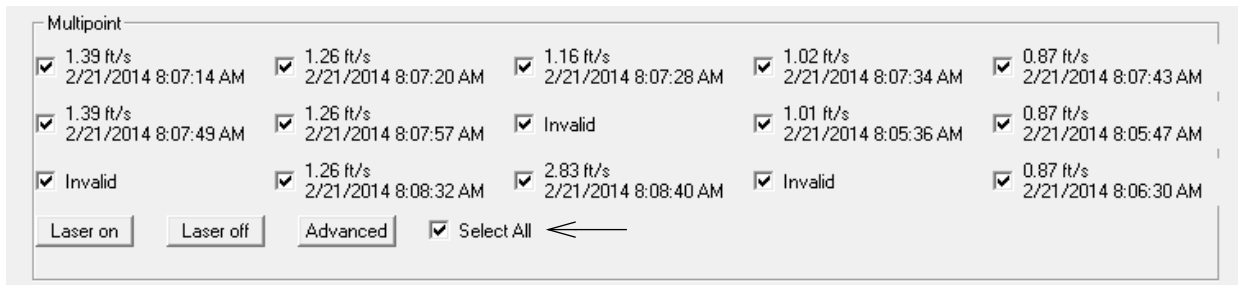 Multipoint
1.39 ft/s 1.26 ft/s 1.16 ft/s 1.02 ft/s 0.87 ft/s
2/21/2014 8:07:14 AM 2/21/2014 8:07:20 AM 2/21/2014 8:07:28 AM 2/21/2014 8:07:34 AM 2/21/2014 8:07:43 AM
1.39 ft/s 1.26 ft/s Invalid 1.01 ft/s 0.87 ft/s
2/21/2014 8:07:49 AM 2/21/2014 8:07:57 AM 2/21/2014 8:05:36 AM 2/21/2014 8:05:47 AM
Invalid 1.26 ft/s 2.83 ft/s Invalid 0.87 ft/s
2/21/2014 8:08:32 AM 2/21/2014 8:08:40 AM 2/21/2014 8:06:30 AM
Laser on Laser off Advanced Select All